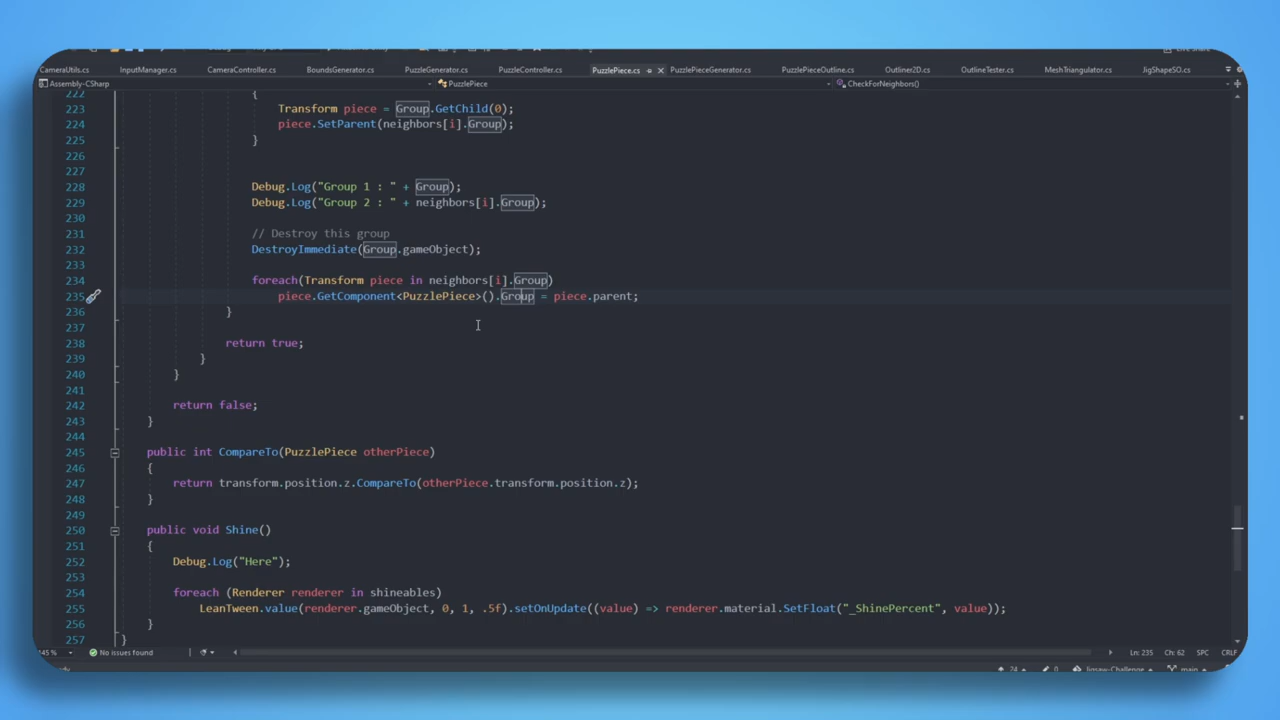 CameraUtils.cs InputManager.cs CameraController.cs BoundsGenerator.cs PuzzleGenerator.cs PuzzleController.cs PuzzlePiece.cs PuzzlePieceGenerator.cs PuzzlePieceOutline.cs Outliner2D.cs OutlineTester.cs MeshTriangulator.cs JigShapeSO.cs
Assembly-CSharp PuzzlePiece CheckForNeighbors()
222 {
223 Transform piece = Group.GetChild(0);
224 piece.SetParent(neighbors[i].Group);
225 }
226
227
228 Debug.Log("Group 1 : " + Group);
229 Debug.Log("Group 2 : " + neighbors[i].Group);
230
231 // Destroy this group
232 DestroyImmediate(Group.gameObject);
233
234 foreach(Transform piece in neighbors[i].Group)
235 piece.GetComponent<PuzzlePiece>().Group = piece.parent;
236 }
237
238 return true;
239 }
240 }
241
242 return false;
243 }
244
245 public int CompareTo(PuzzlePiece otherPiece)
246 {
247 return transform.position.z.CompareTo(otherPiece.transform.position.z);
248 }
249
250 public void Shine()
251 {
252 Debug.Log("Here");
253
254 foreach (Renderer renderer in shineables)
255 LeanTween.value(renderer.gameObject, 0, 1, .5f).setOnUpdate((value) => renderer.material.SetFloat("_ShinePercent", value));
256 }
257 }
45 % No issues found Ln: 235 Ch: 62 SPC CRLF
24 0 Jigsaw-Challenge main